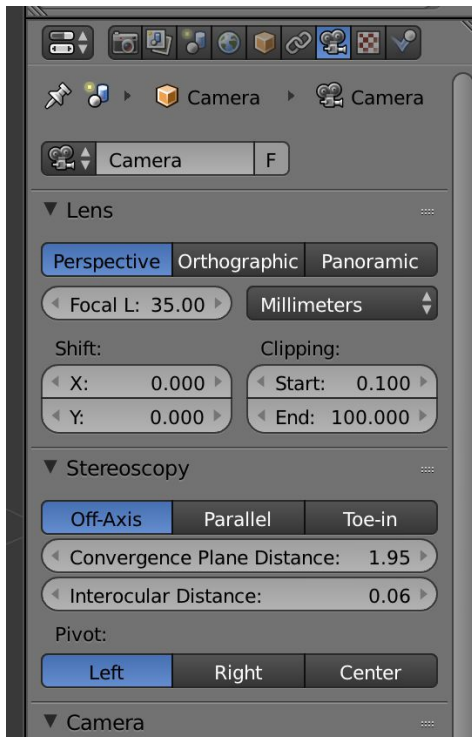 Camera Camera
Camera F
Lens
Perspective Orthographic Panoramic
Focal L: 35.00 Millimeters
Shift: Clipping:
X: 0.000 Start: 0.100
Y: 0.000 End: 100.000
Stereoscopy
Off-Axis Parallel Toe-in
Convergence Plane Distance: 1.95
Interocular Distance: 0.06
Pivot:
Left Right Center
Camera